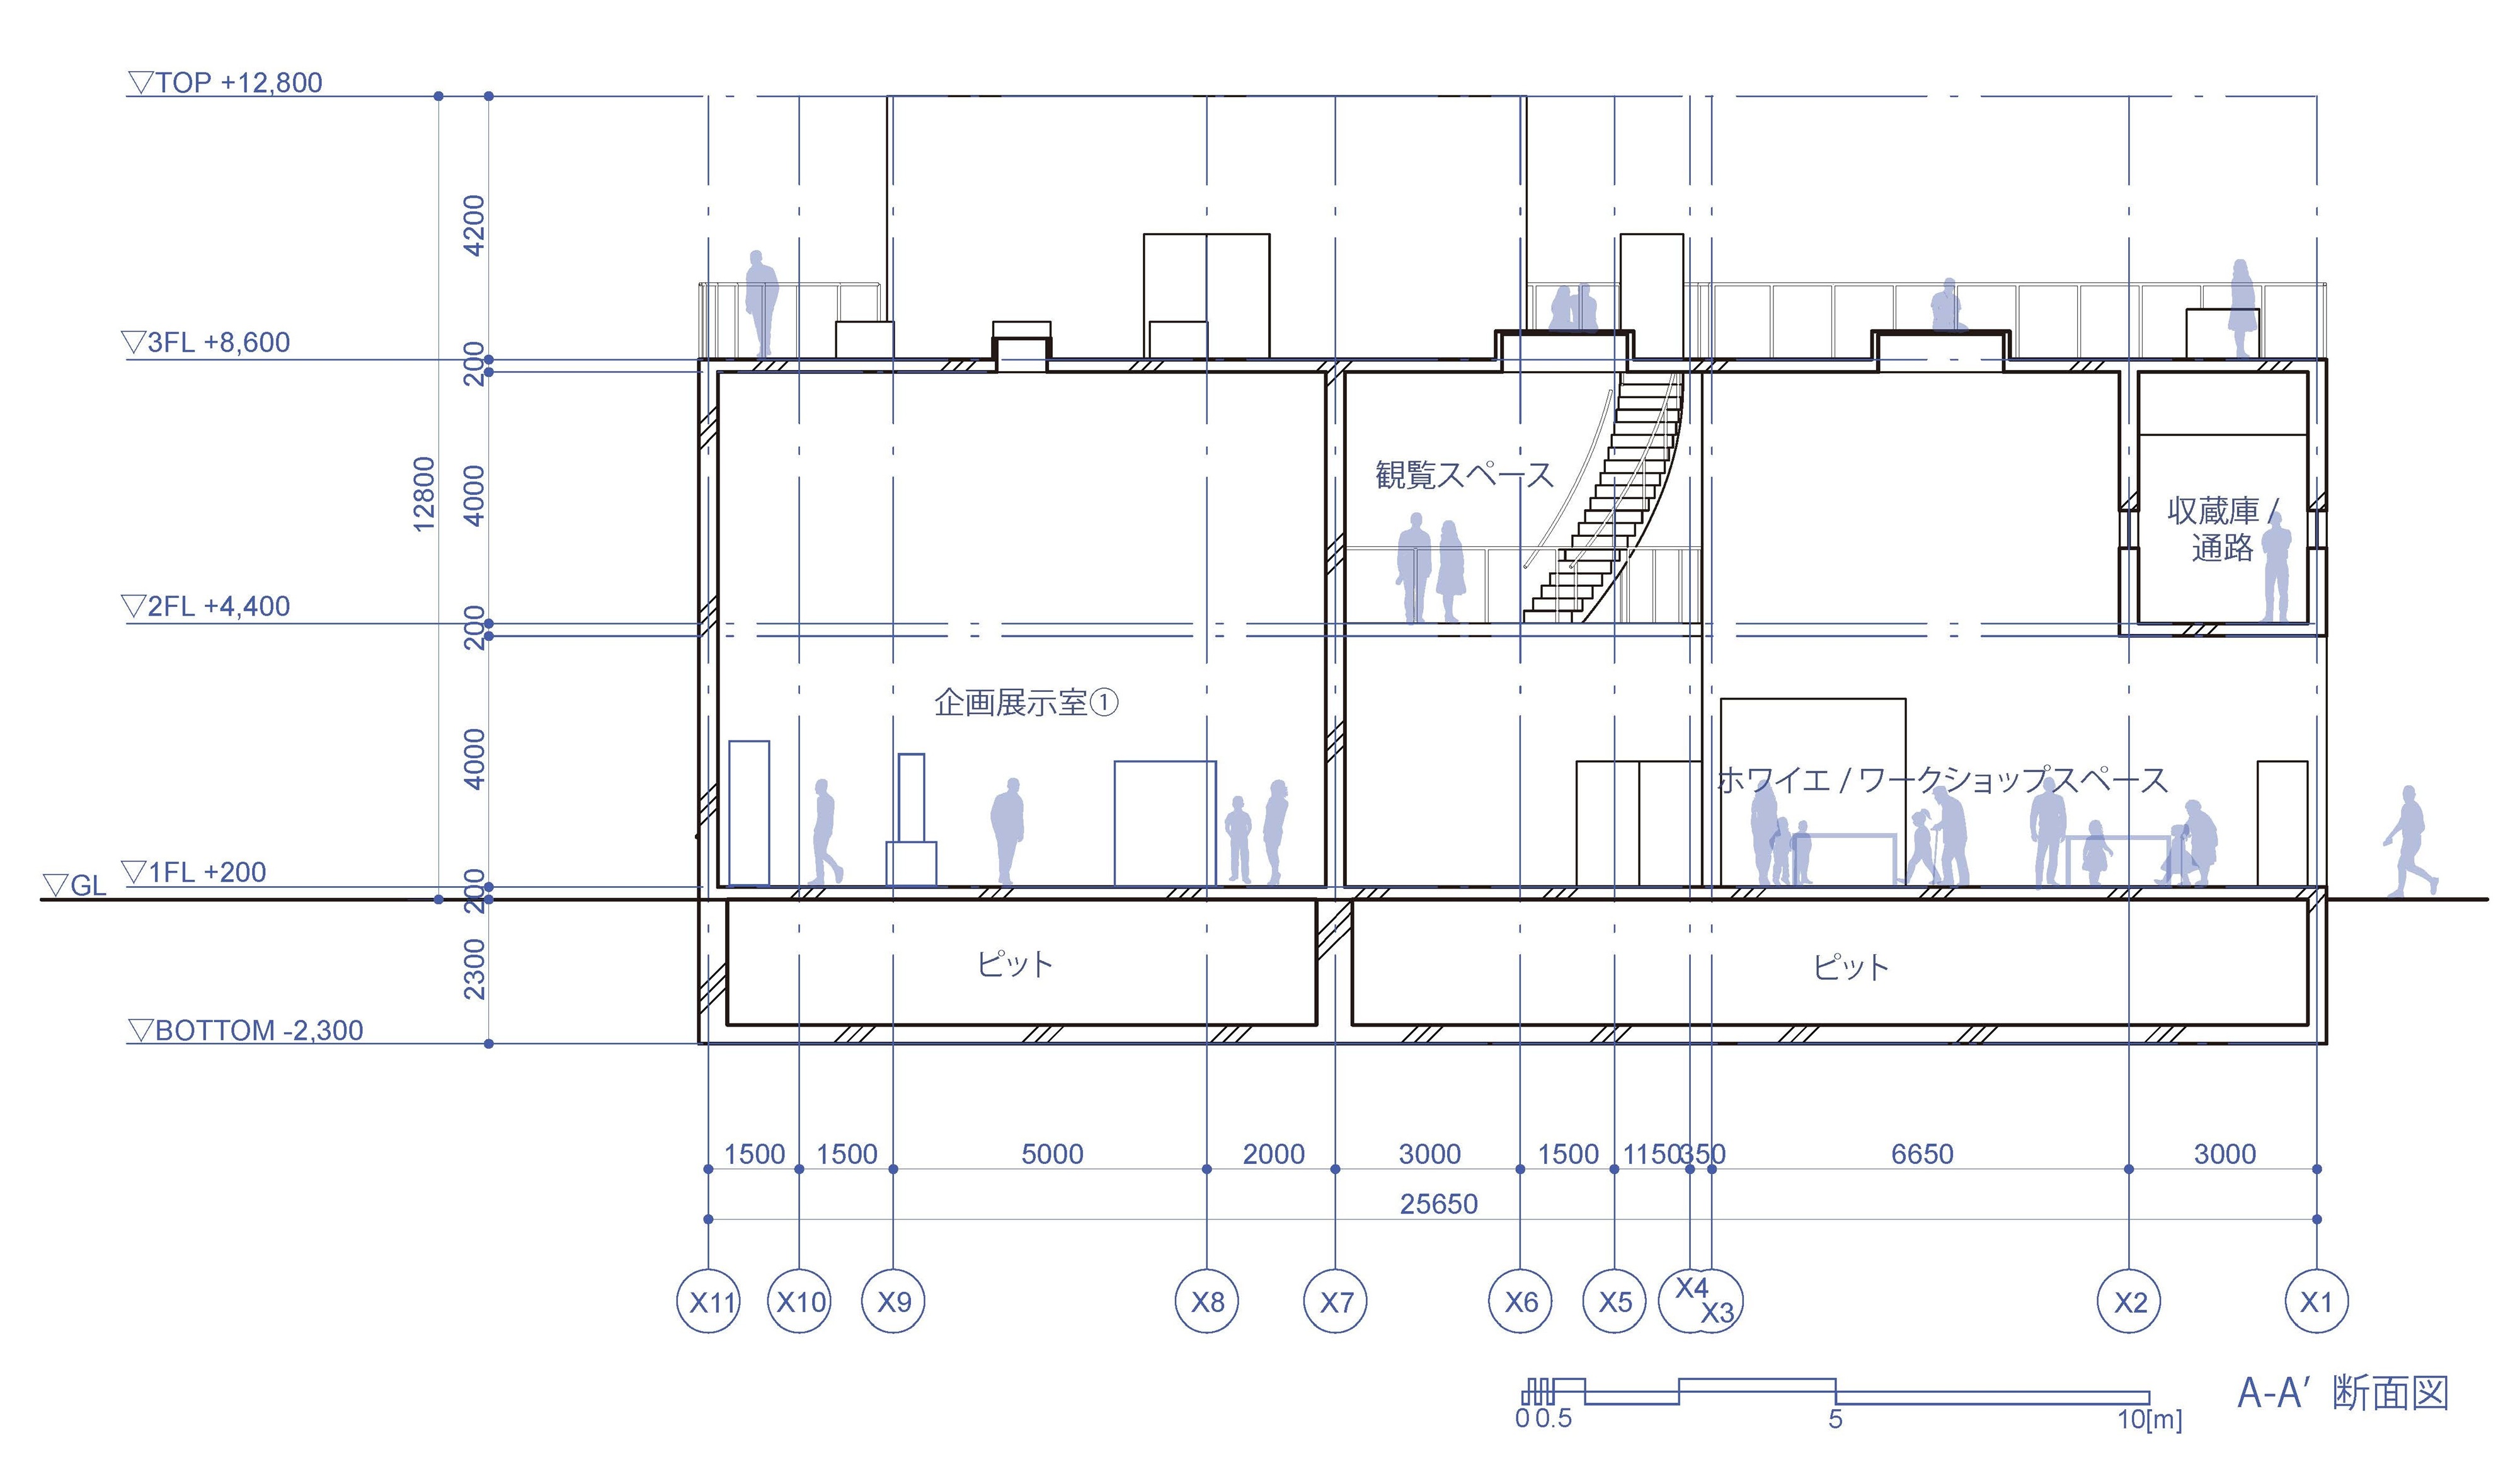 ▽TOP +12,800
4200
▽3FL +8,600
200
12800
4000
観覧スペース
収蔵庫 /
通路
▽2FL +4,400
200
企画展示室①
4000
ホワイエ / ワークショップスペース
▽1FL +200
▽GL
200
ピット
ピット
2300
▽BOTTOM -2,300
1500 1500 5000 2000 3000 1500 1150 350 6650 3000
25650
X11 X10 X9 X8 X7 X6 X5 X4 X3 X2 X1
0 0.5 5 10[m]
A-A′ 断面図